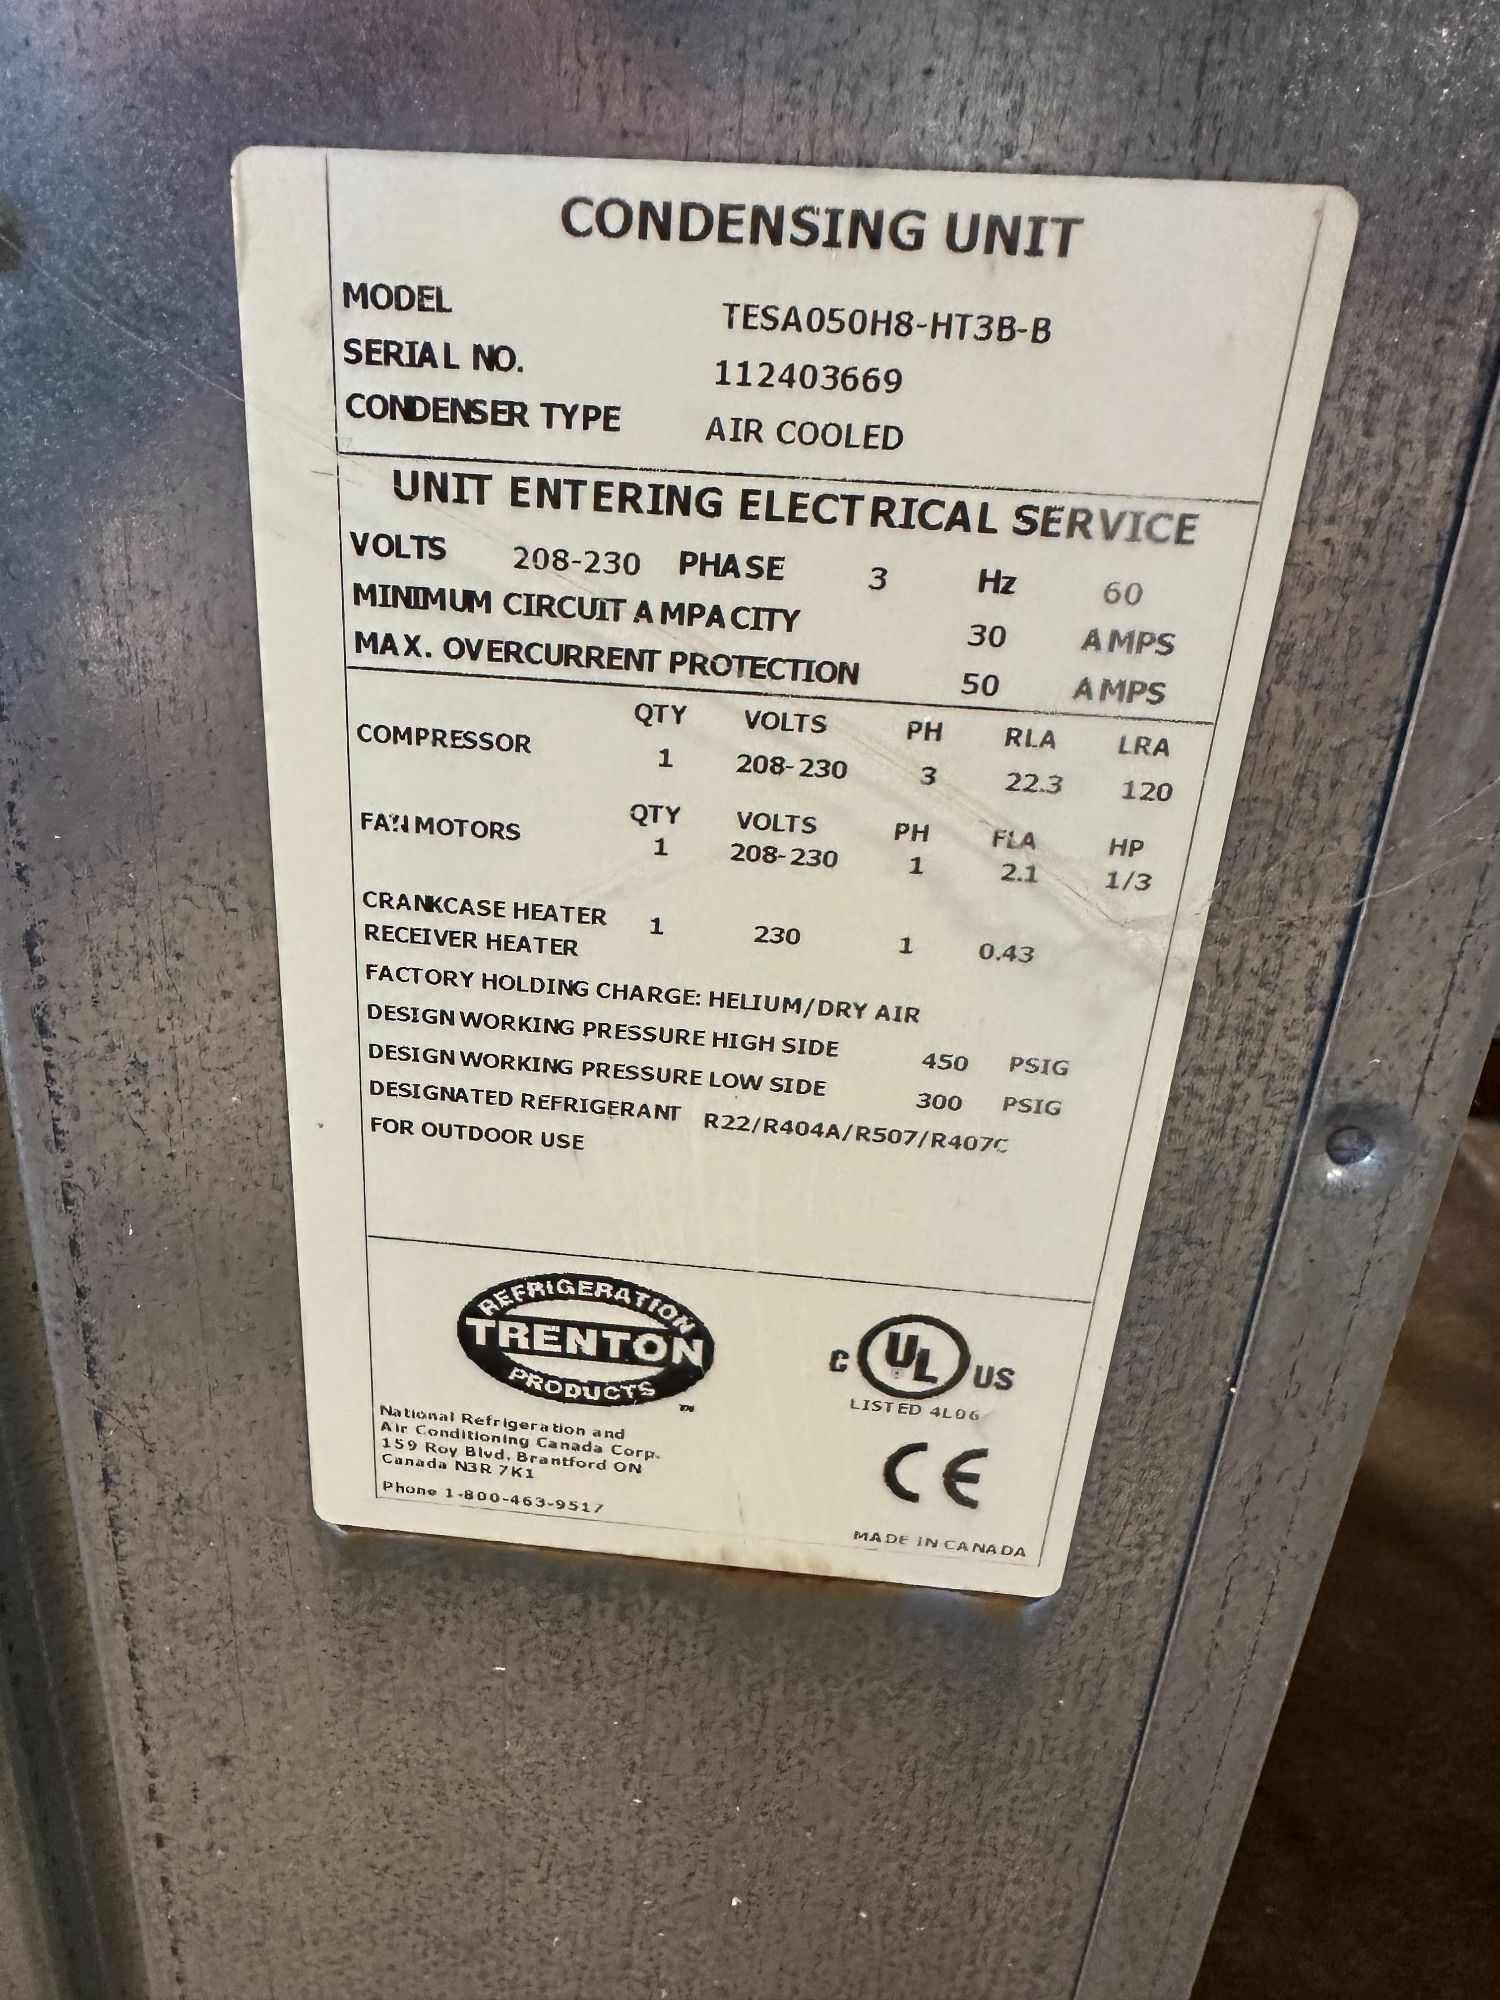 CONDENSING UNIT
MODEL TESA050H8-HT3B-B
SERIAL NO. 112403669
CONDENSER TYPE AIR COOLED
UNIT ENTERING ELECTRICAL SERVICE
VOLTS 208-230 PHASE 3 Hz 60
MINIMUM CIRCUIT AMPACITY 30 AMPS
MAX. OVERCURRENT PROTECTION 50 AMPS
QTY VOLTS PH RLA LRA
COMPRESSOR 1 208-230 3 22.3 120
QTY VOLTS PH FLA HP
FAN MOTORS 1 208-230 1 2.1 1/3
CRANKCASE HEATER 1 230 1 0.43
RECEIVER HEATER
FACTORY HOLDING CHARGE: HELIUM/DRY AIR
DESIGN WORKING PRESSURE HIGH SIDE 450 PSIG
DESIGN WORKING PRESSURE LOW SIDE 300 PSIG
DESIGNATED REFRIGERANT R22/R404A/R507/R407C
FOR OUTDOOR USE
REFRIGERATION
TRENTON
PRODUCTS
TM
National Refrigeration and
Air Conditioning Canada Corp.
159 Roy Blvd, Brantford ON
Canada N3R 7K1
Phone 1-800-463-9517
C UL US
LISTED 4L06
CE
MADE IN CANADA